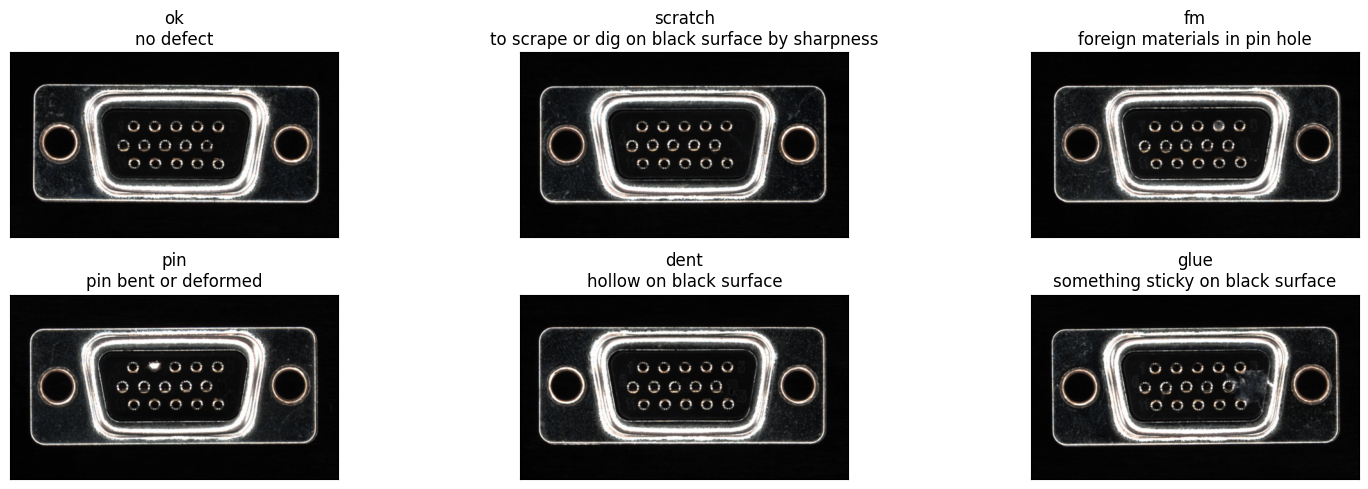 ok
no defect
scratch
to scrape or dig on black surface by sharpness
fm
foreign materials in pin hole
pin
pin bent or deformed
dent
hollow on black surface
glue
something sticky on black surface